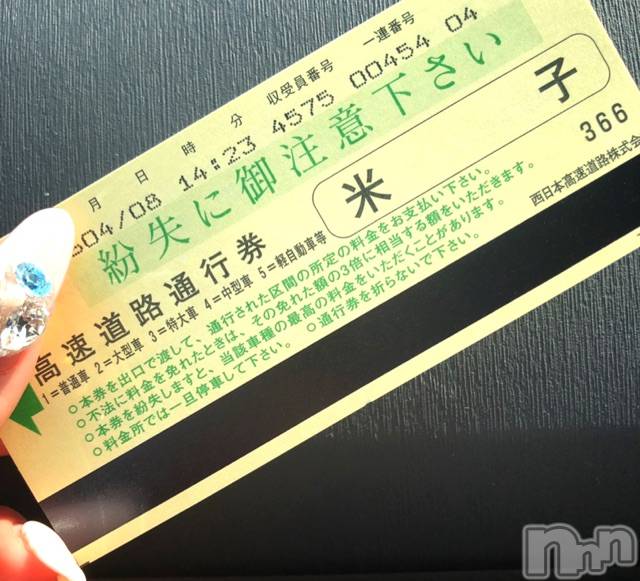 月 日 時 分 収受員番号 一連番号
04/08 14:23 4575 00454 04
紛失に御注意下さい
米子
366
高速道路通行券
西日本高速道路株式会
1=普通車 2=大型車 3=特大車 4=中型車 5=軽自動車等
○本券を出口で渡して、通行された区間の所定の料金をお支払い下さい。
○不法に料金を免れたときは、その免れた額の3倍に相当する額をいただきます。
○本券を紛失しますと、当該車種の最高の料金をいただくことがあります。
○料金所では一旦停車して下さい。 ○通行券を折らないで下さい。
nnn